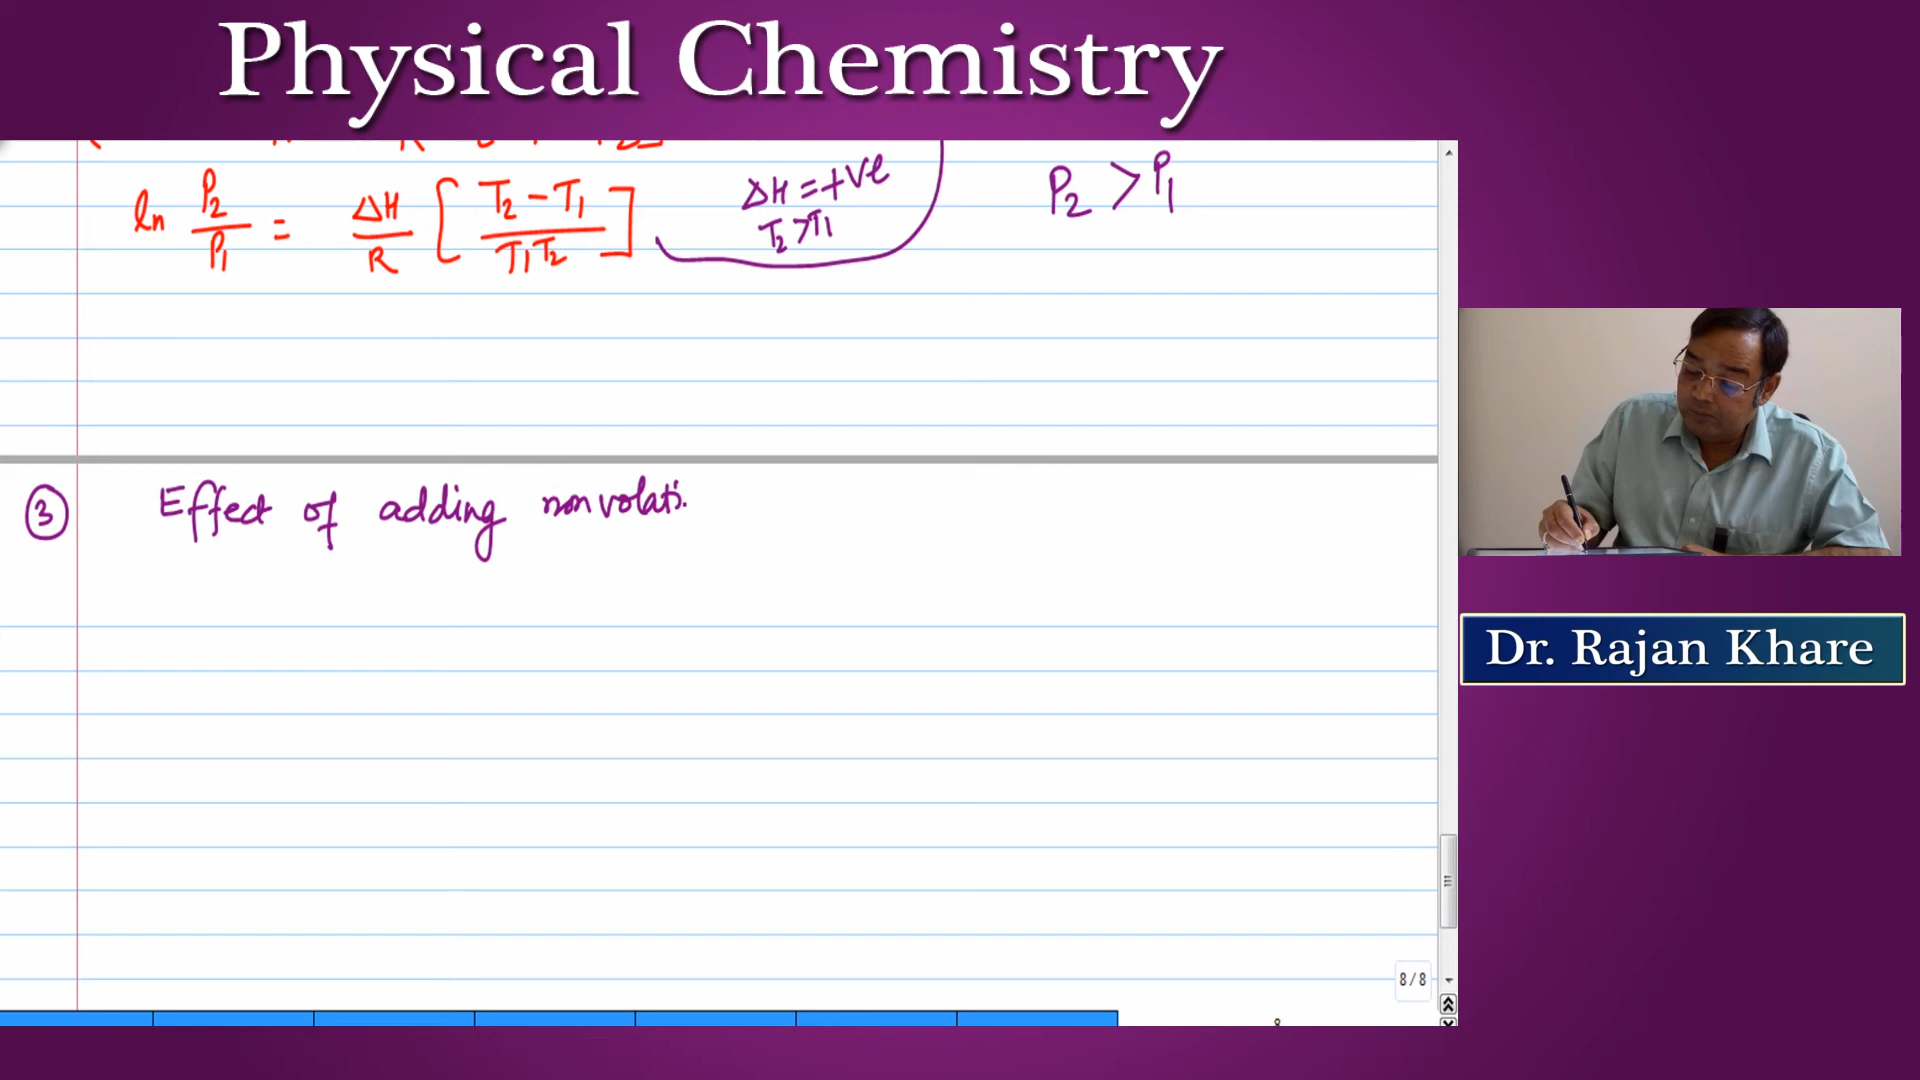 Physical Chemistry
ln P2/P1 = ΔH/R [T2 - T1 / T1T2]
ΔH = +ve
T2 > T1
P2 > P1
3 Effect of adding nonvolati
8/8
Dr. Rajan Khare